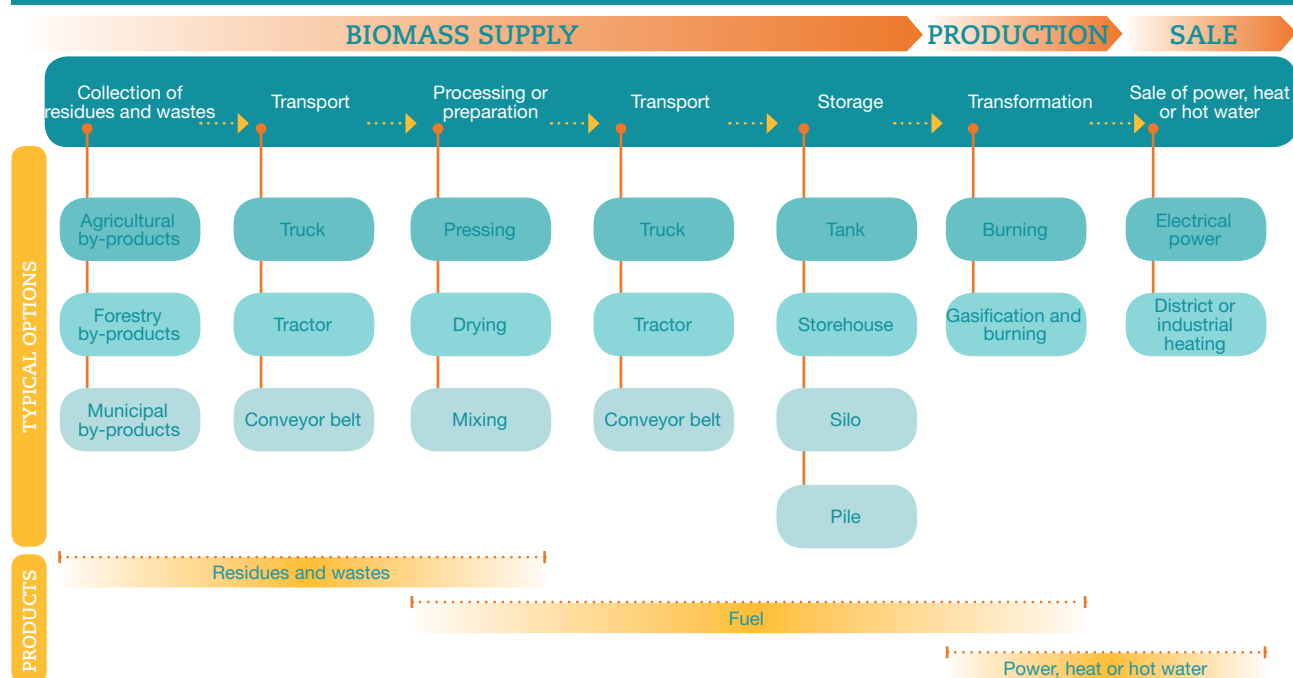 BIOMASS SUPPLY
PRODUCTION
SALE
Collection of
residues and wastes
Transport
Processing or
preparation
Transport
Storage
Transformation
Sale of power, heat
or hot water
TYPICAL OPTIONS
Agricultural
by-products
Truck
Pressing
Truck
Tank
Burning
Electrical
power
Forestry
by-products
Tractor
Drying
Tractor
Storehouse
Gasification and
burning
District or
industrial
heating
Municipal
by-products
Conveyor belt
Mixing
Conveyor belt
Silo
Pile
PRODUCTS
Residues and wastes
Fuel
Power, heat or hot water